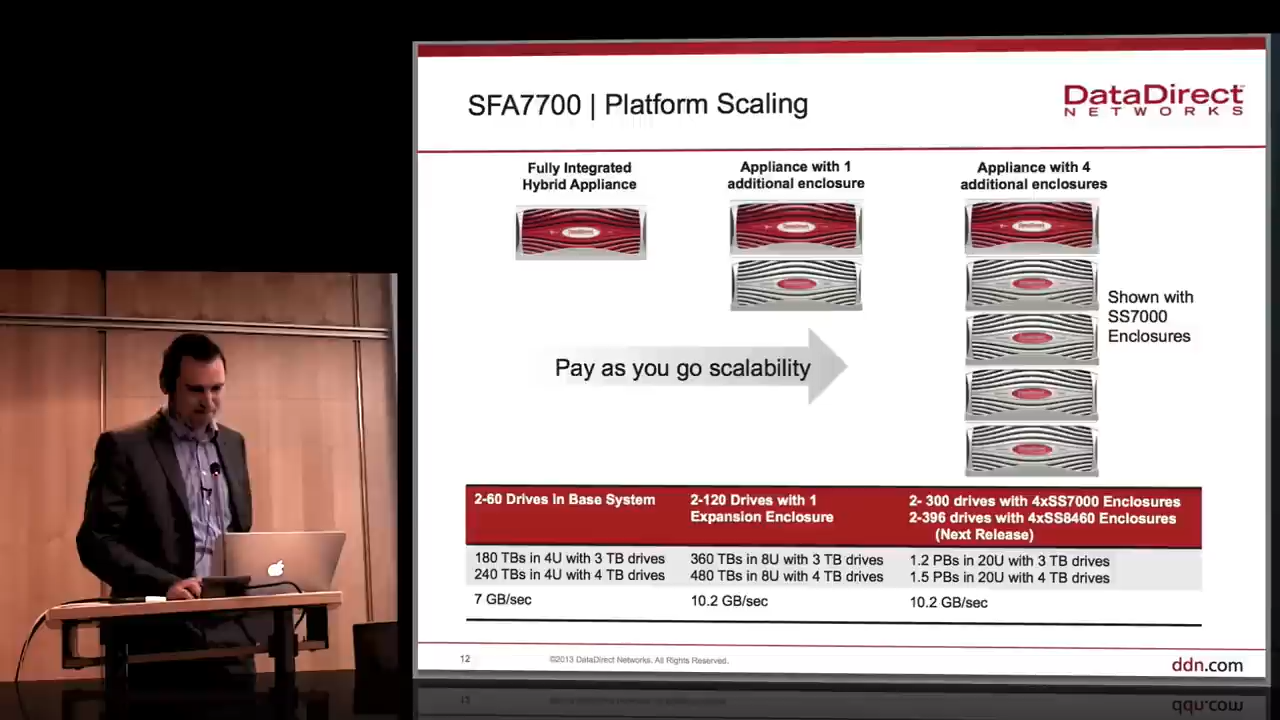 SFA7700 | Platform Scaling
DataDirect
NETWORKS
Fully Integrated
Hybrid Appliance
Appliance with 1
additional enclosure
Appliance with 4
additional enclosures
Shown with
SS7000
Enclosures
Pay as you go scalability
2-60 Drives in Base System
2-120 Drives with 1
Expansion Enclosure
2- 300 drives with 4xSS7000 Enclosures
2-396 drives with 4xSS8460 Enclosures
(Next Release)
180 TBs in 4U with 3 TB drives
240 TBs in 4U with 4 TB drives
360 TBs in 8U with 3 TB drives
480 TBs in 8U with 4 TB drives
1.2 PBs in 20U with 3 TB drives
1.5 PBs in 20U with 4 TB drives
7 GB/sec
10.2 GB/sec
10.2 GB/sec
12
©2013 DataDirect Networks. All Rights Reserved.
ddn.com